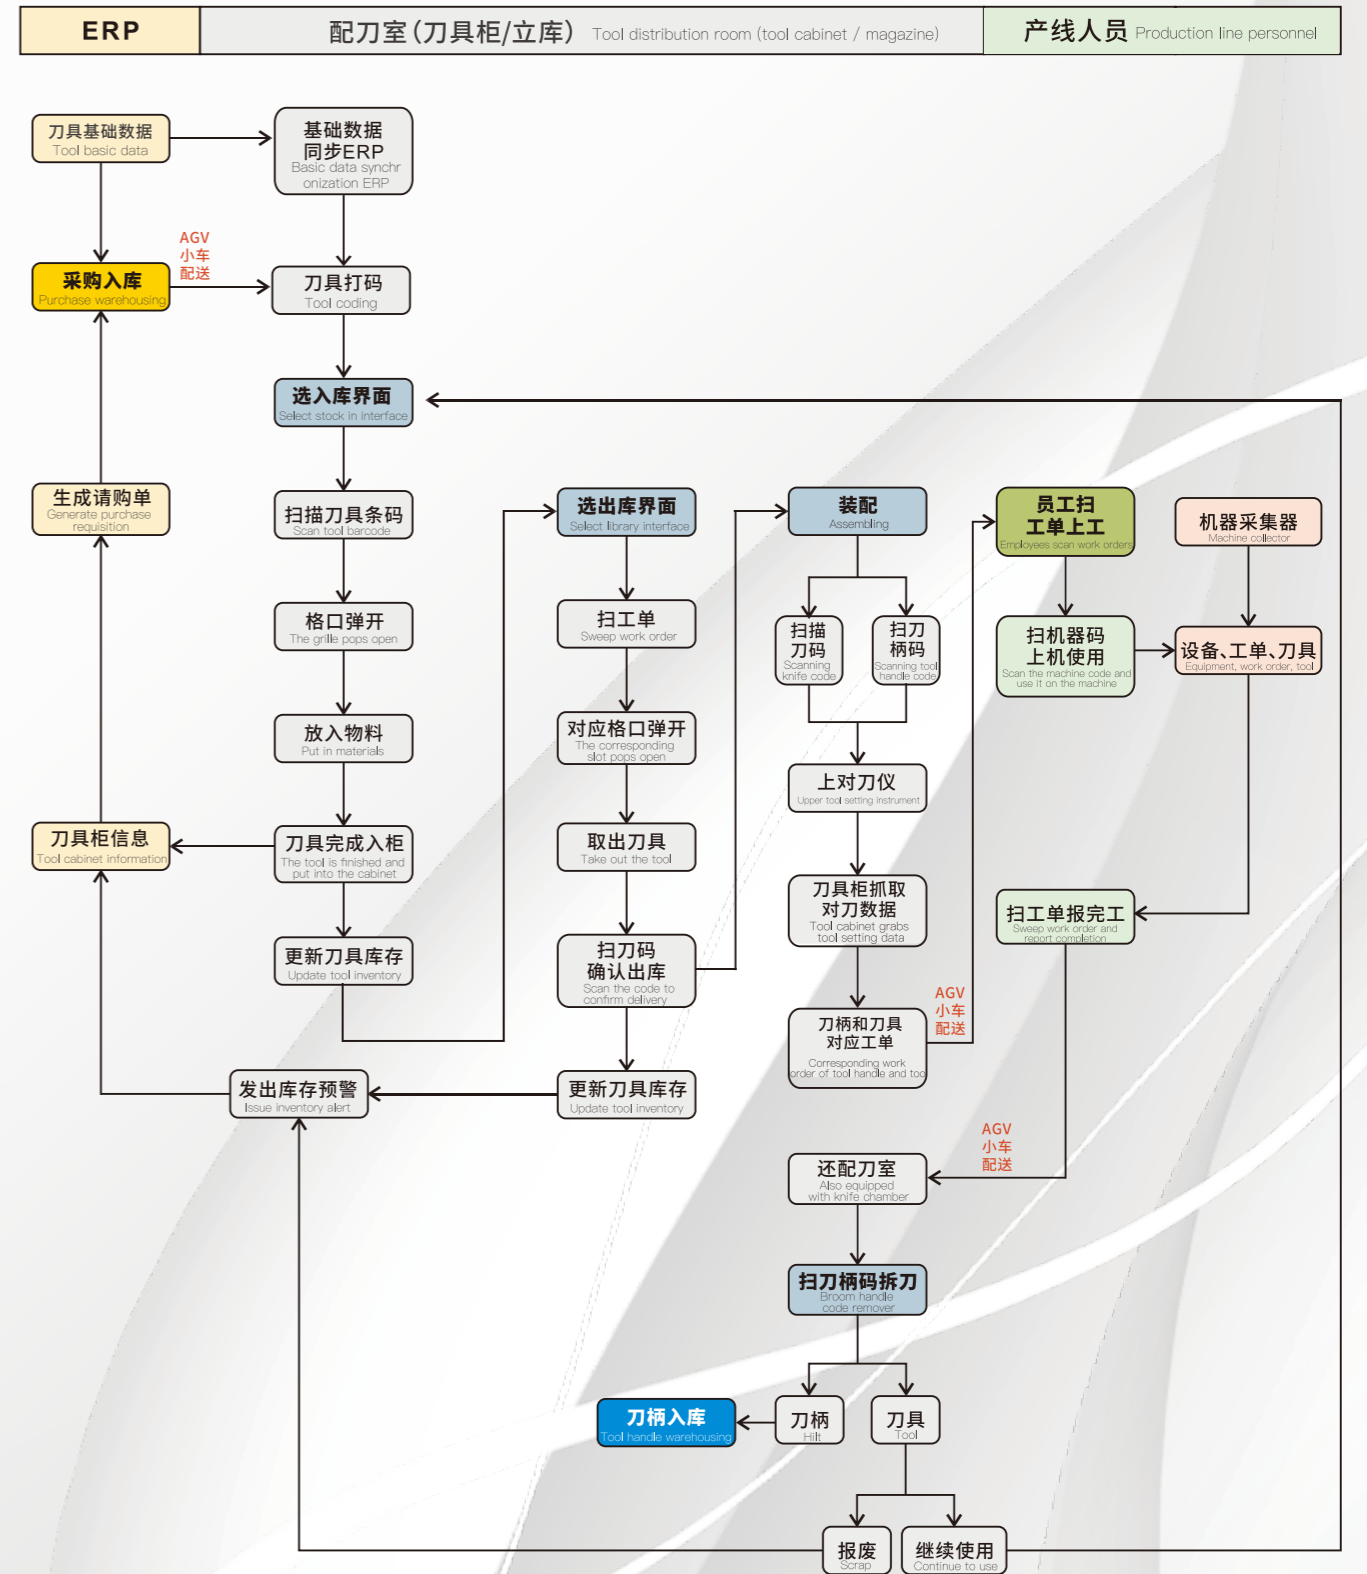 ERP
配刀室(刀具柜/立库) Tool distribution room (tool cabinet / magazine)
产线人员 Production line personnel
刀具基础数据
Tool basic data
基础数据
同步ERP
Basic data synchr
onization ERP
AGV
小车
配送
采购入库
Purchase warehousing
刀具打码
Tool coding
选入库界面
Select stock in interface
生成请购单
Generate purchase
requisition
扫描刀具条码
Scan tool barcode
选出库界面
Select library interface
装配
Assembling
员工扫
工单上工
Employees scan work orders
机器采集器
Machine collector
格口弹开
The grille pops open
扫工单
Sweep work order
扫描
刀码
Scanning
knife code
扫刀
柄码
Scanning tool
handle code
扫机器码
上机使用
Scan the machine code and
use it on the machine
设备、工单、刀具
Equipment, work order, tool
放入物料
Put in materials
对应格口弹开
The corresponding
slot pops open
上对刀仪
Upper tool setting instrument
刀具柜信息
Tool cabinet information
刀具完成入柜
The tool is finished and
put into the cabinet
取出刀具
Take out the tool
刀具柜抓取
对刀数据
Tool cabinet grabs
tool setting data
扫工单报完工
Sweep work order and
report completion
更新刀具库存
Update tool inventory
扫刀码
确认出库
Scan the code to
confirm delivery
AGV
小车
配送
刀柄和刀具
对应工单
Corresponding work
order of tool handle and tool
发出库存预警
Issue inventory alert
更新刀具库存
Update tool inventory
AGV
小车
配送
还配刀室
Also equipped
with knife chamber
扫刀柄码拆刀
Broom handle
code remover
刀柄入库
Tool handle warehousing
刀柄
Hilt
刀具
Tool
报废
Scrap
继续使用
Continue to use